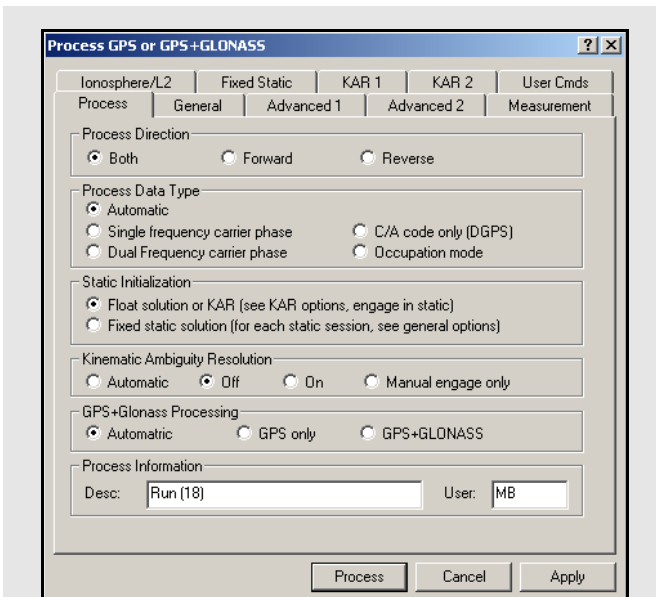 Process GPS or GPS+GLONASS
Ionosphere/L2 Fixed Static KAR 1 KAR 2 User Cmds
Process General Advanced 1 Advanced 2 Measurement
Process Direction
Both Forward Reverse
Process Data Type
Automatic
Single frequency carrier phase C/A code only (DGPS)
Dual Frequency carrier phase Occupation mode
Static Initialization
Float solution or KAR (see KAR options, engage in static)
Fixed static solution (for each static session, see general options)
Kinematic Ambiguity Resolution
Automatic Off On Manual engage only
GPS+Glonass Processing
Automatric GPS only GPS+GLONASS
Process Information
Desc: Run (18) User: MB
Process Cancel Apply